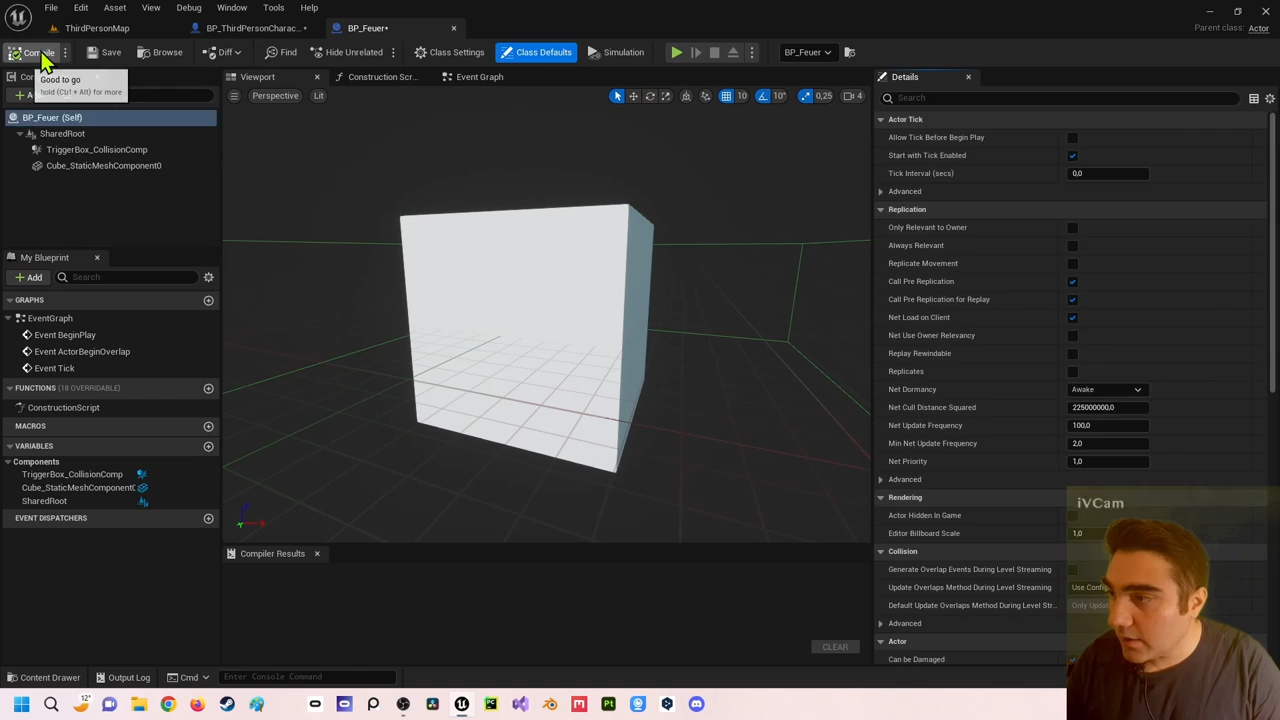 File Edit Asset View Debug Window Tools Help
ThirdPersonMap BP_ThirdPersonCharac...• BP_Feuer• Parent class: Actor
Compile Save Browse Diff Find Hide Unrelated Class Settings Class Defaults Simulation BP_Feuer
Good to go
hold (Ctrl + Alt) for more
Viewport Construction Scr... Event Graph Details
Perspective Lit 10 10° 0,25 4 Search
BP_Feuer (Self)
SharedRoot
TriggerBox_CollisionComp
Cube_StaticMeshComponent0
My Blueprint
Add Search
GRAPHS
EventGraph
Event BeginPlay
Event ActorBeginOverlap
Event Tick
FUNCTIONS (18 OVERRIDABLE)
ConstructionScript
MACROS
VARIABLES
Components
TriggerBox_CollisionComp
Cube_StaticMeshComponent0
SharedRoot
EVENT DISPATCHERS
Compiler Results
CLEAR
Actor Tick
Allow Tick Before Begin Play
Start with Tick Enabled
Tick Interval (secs) 0,0
Advanced
Replication
Only Relevant to Owner
Always Relevant
Replicate Movement
Call Pre Replication
Call Pre Replication for Replay
Net Load on Client
Net Use Owner Relevancy
Replay Rewindable
Replicates
Net Dormancy Awake
Net Cull Distance Squared 225000000,0
Net Update Frequency 100,0
Min Net Update Frequency 2,0
Net Priority 1,0
Advanced
Rendering
iVCam
Actor Hidden In Game
Editor Billboard Scale 1,0
Collision
Generate Overlap Events During Level Streaming
Update Overlaps Method During Level Streaming Use Config
Default Update Overlaps Method During Level Str... Only Updat
Advanced
Actor
Can be Damaged
Content Drawer Output Log Cmd Enter Console Command
12°